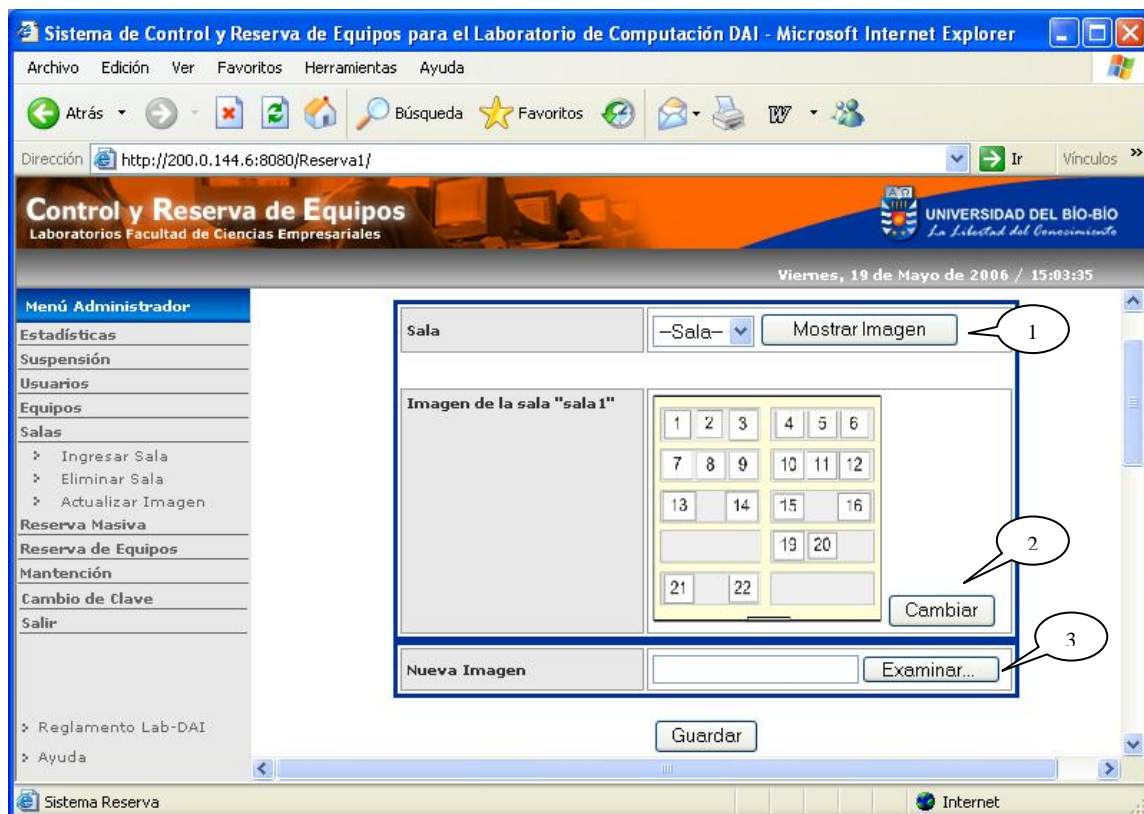 Sistema de Control y Reserva de Equipos para el Laboratorio de Computación DAI - Microsoft Internet Explorer
Archivo Edición Ver Favoritos Herramientas Ayuda
Atrás Búsqueda Favoritos
Dirección http://200.0.144.6:8080/Reserva1/ Ir Vínculos »
Control y Reserva de Equipos
Laboratorios Facultad de Ciencias Empresariales
UNIVERSIDAD DEL BÍO-BÍO
La Libertad del Conocimiento
Viernes, 19 de Mayo de 2006 / 15:03:35
Menú Administrador
Estadísticas
Suspensión
Usuarios
Equipos
Salas
Ingresar Sala
Eliminar Sala
Actualizar Imagen
Reserva Masiva
Reserva de Equipos
Mantención
Cambio de Clave
Salir
Reglamento Lab-DAI
Ayuda
Sala --Sala-- Mostrar Imagen 1
Imagen de la sala "sala1"
1 2 3 4 5 6
7 8 9 10 11 12
13 14 15 16
19 20
21 22
Cambiar 2
Nueva Imagen Examinar... 3
Guardar
Sistema Reserva Internet